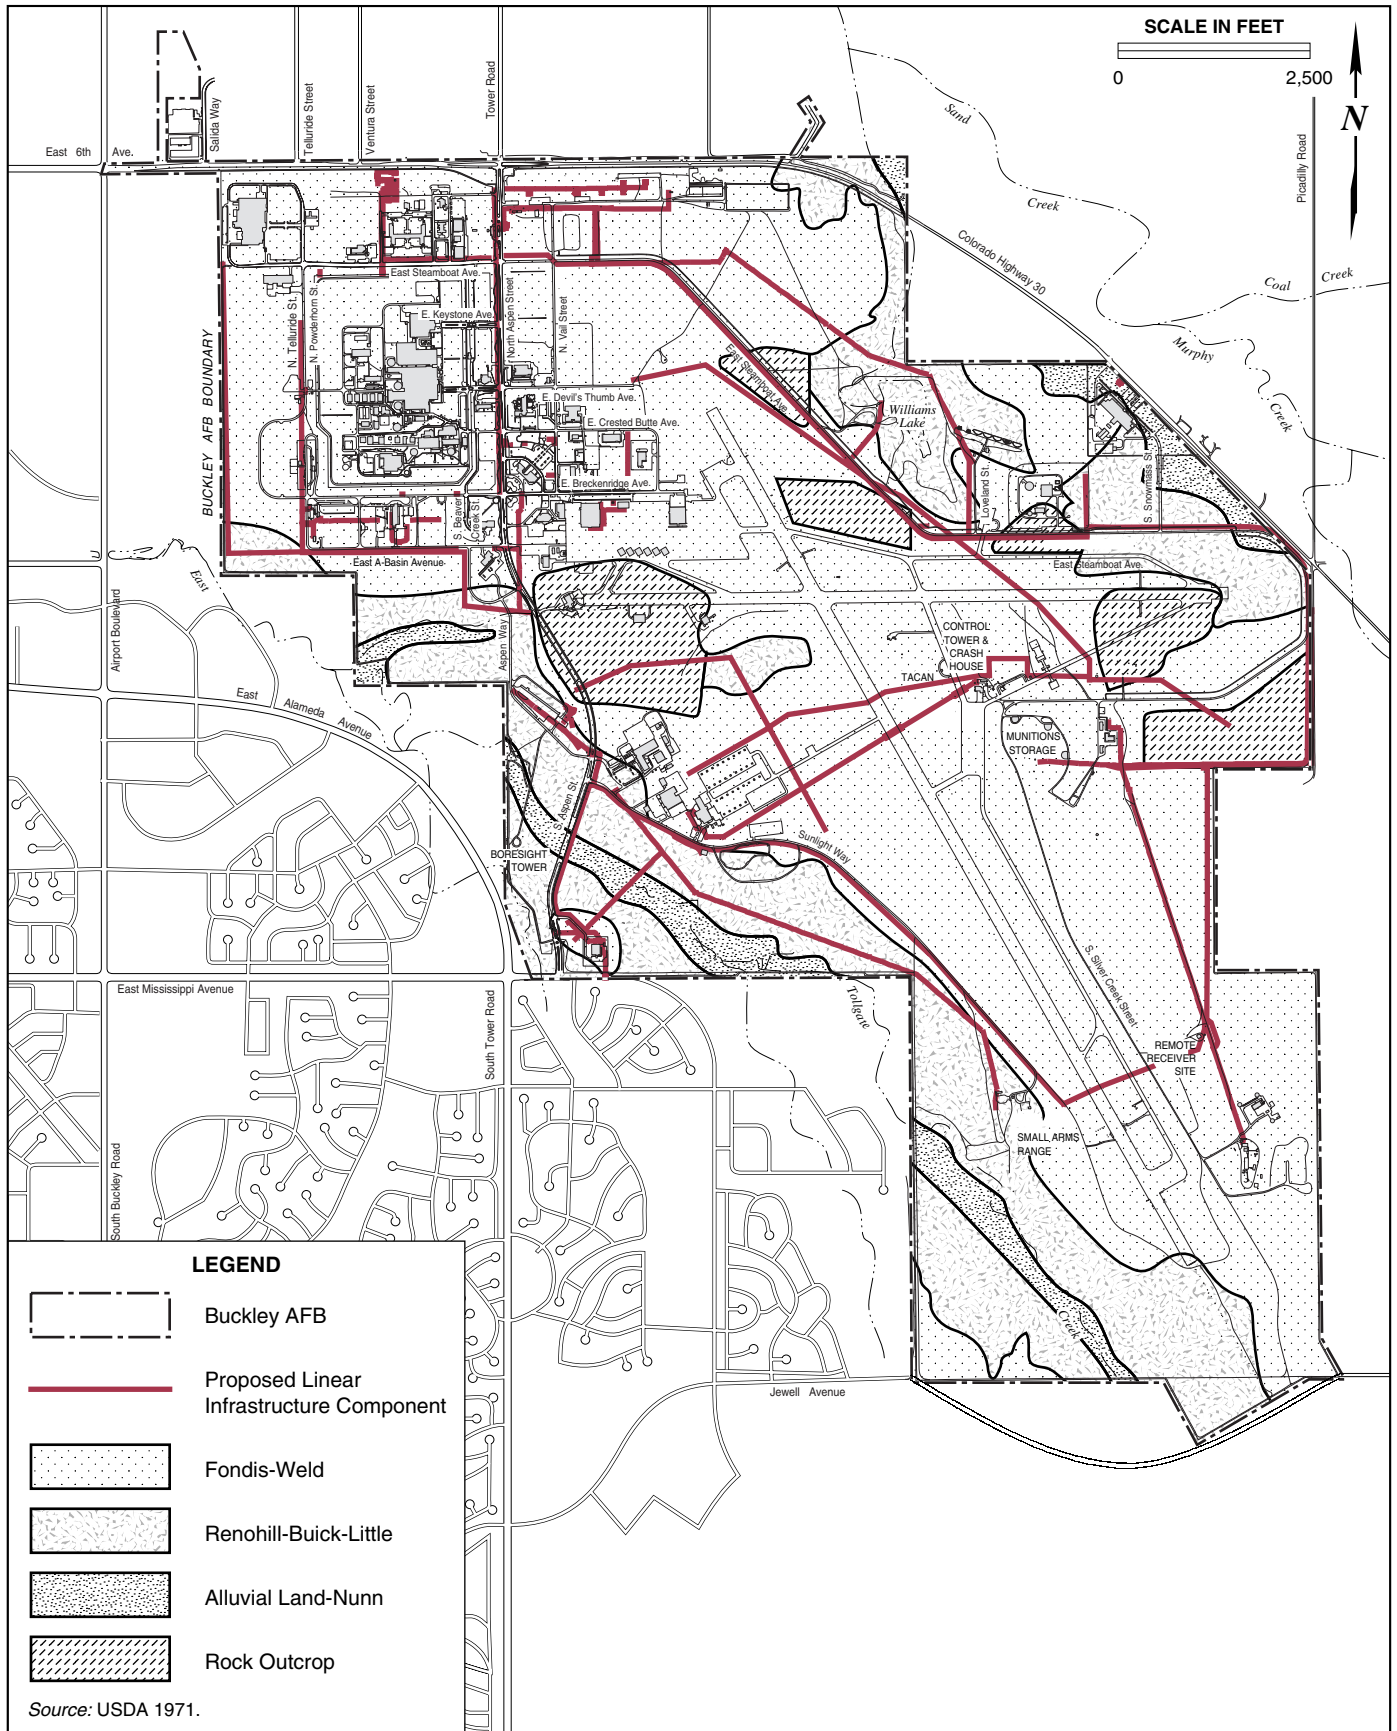 SCALE IN FEET
0 2,500
N
Sand
Creek
Colorado Highway 30
Coal Creek
Murphy
Creek
Picadilly Road
Salida Way
Telluride Street
Ventura Street
Tower Road
East 6th Ave.
BUCKLEY AFB BOUNDARY
East Steamboat Ave.
E. Keystone Ave.
N. Telluride St.
N. Powderhorn St.
North Aspen Street
N. Vail Street
E. Devil's Thumb Ave.
E. Crested Butte Ave.
E. Breckenridge Ave.
East Steamboat Ave.
Williams
Lake
Loveland St.
S. Snowmass St.
East Steamboat Ave.
S. Beaver
Creek St.
East A-Basin Avenue
East
Airport Boulevard
Aspen Way
East Alameda Avenue
CONTROL
TOWER &
CRASH
HOUSE
TACAN
MUNITIONS
STORAGE
S. Aspen St.
BORESIGHT
TOWER
Sunlight Way
S. Silver Creek Street
East Mississippi Avenue
South Tower Road
Tollgate
REMOTE
RECEIVER
SITE
SMALL ARMS
RANGE
South Buckley Road
Creek
Jewell Avenue
LEGEND
Buckley AFB
Proposed Linear
Infrastructure Component
Fondis-Weld
Renohill-Buick-Little
Alluvial Land-Nunn
Rock Outcrop
Source: USDA 1971.